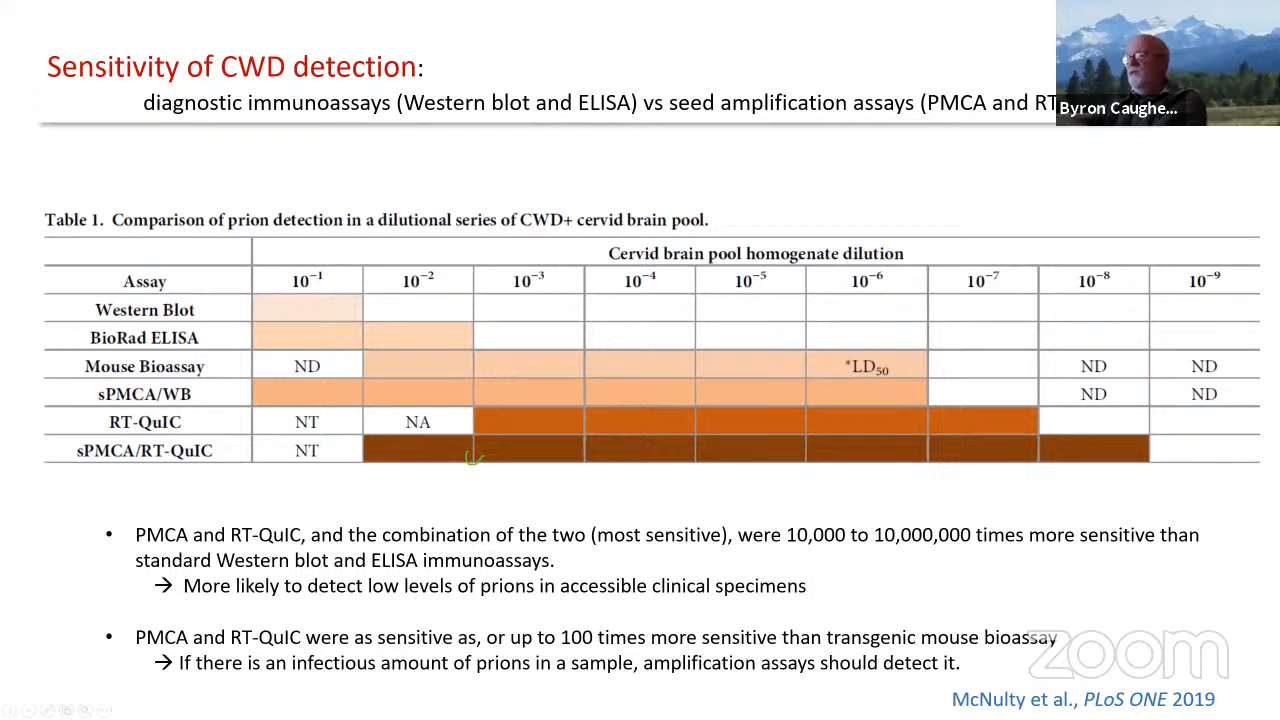 Sensitivity of CWD detection:
diagnostic immunoassays (Western blot and ELISA) vs seed amplification assays (PMCA and RT
Byron Caughe...
Table 1. Comparison of prion detection in a dilutional series of CWD+ cervid brain pool.
Cervid brain pool homogenate dilution
Assay 10⁻¹ 10⁻² 10⁻³ 10⁻⁴ 10⁻⁵ 10⁻⁶ 10⁻⁷ 10⁻⁸ 10⁻⁹
Western Blot
BioRad ELISA
Mouse Bioassay ND *LD₅₀ ND ND
sPMCA/WB ND ND
RT-QuIC NT NA
sPMCA/RT-QuIC NT
• PMCA and RT-QuIC, and the combination of the two (most sensitive), were 10,000 to 10,000,000 times more sensitive than
standard Western blot and ELISA immunoassays.
→ More likely to detect low levels of prions in accessible clinical specimens
• PMCA and RT-QuIC were as sensitive as, or up to 100 times more sensitive than transgenic mouse bioassay
→ If there is an infectious amount of prions in a sample, amplification assays should detect it.
zoom
McNulty et al., PLoS ONE 2019